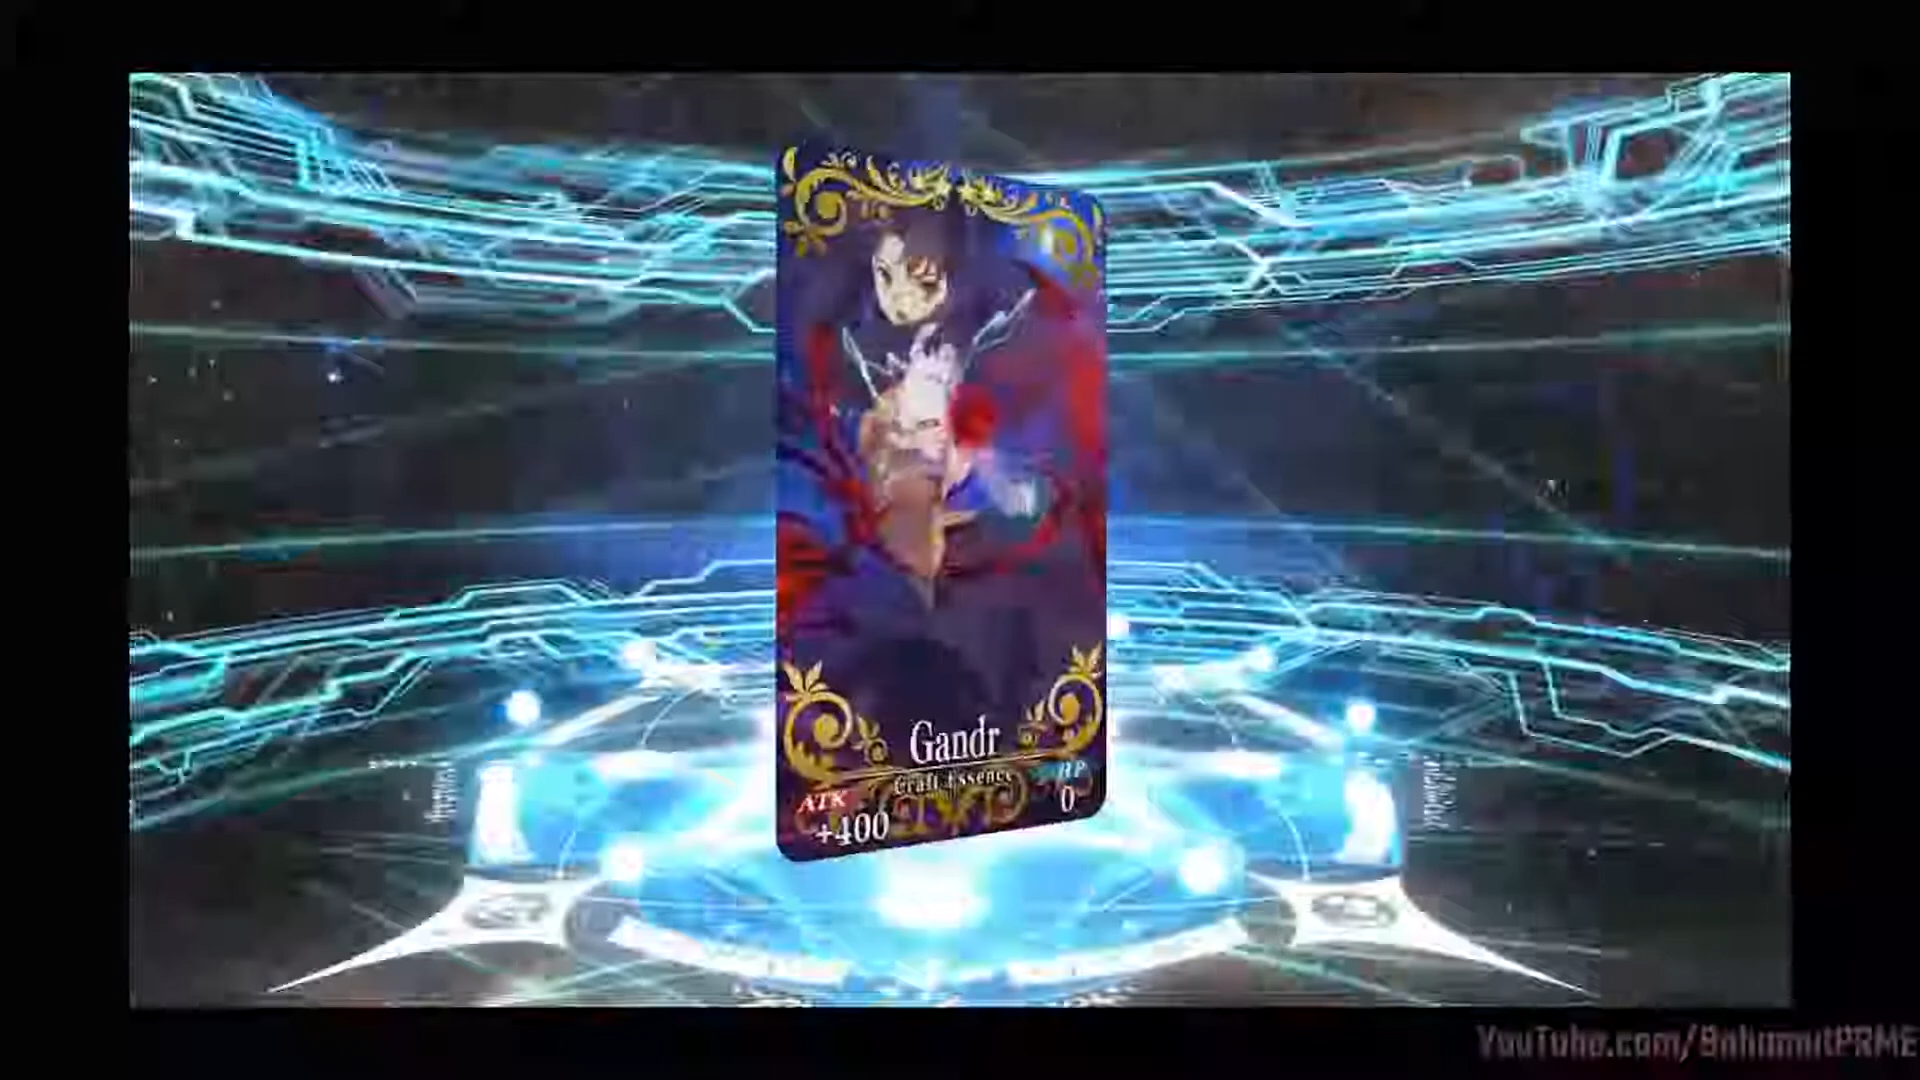 Gandr
Craft Essence
ATK
+400
HP
0
YouTube.com/BahamutPRME